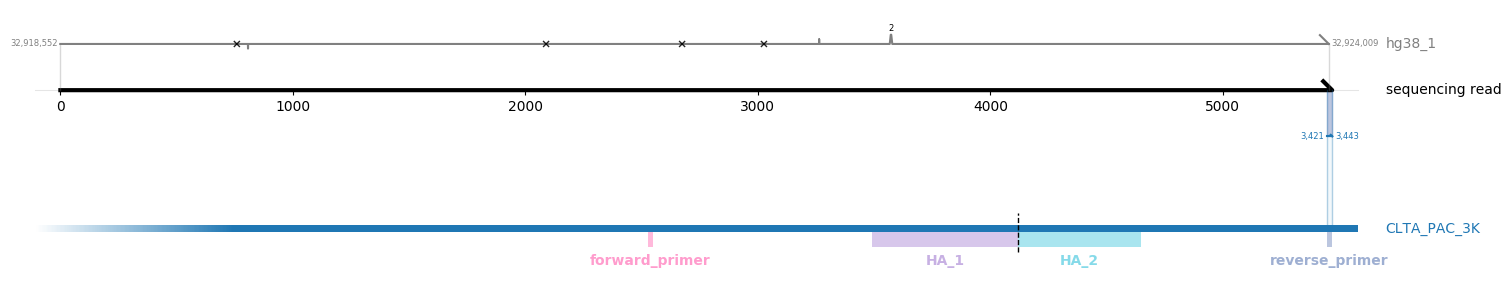 2
32,918,552 32,924,009 hg38_1
sequencing read
0 1000 2000 3000 4000 5000
3,421 3,443
CLTA_PAC_3K
forward_primer HA_1 HA_2 reverse_primer